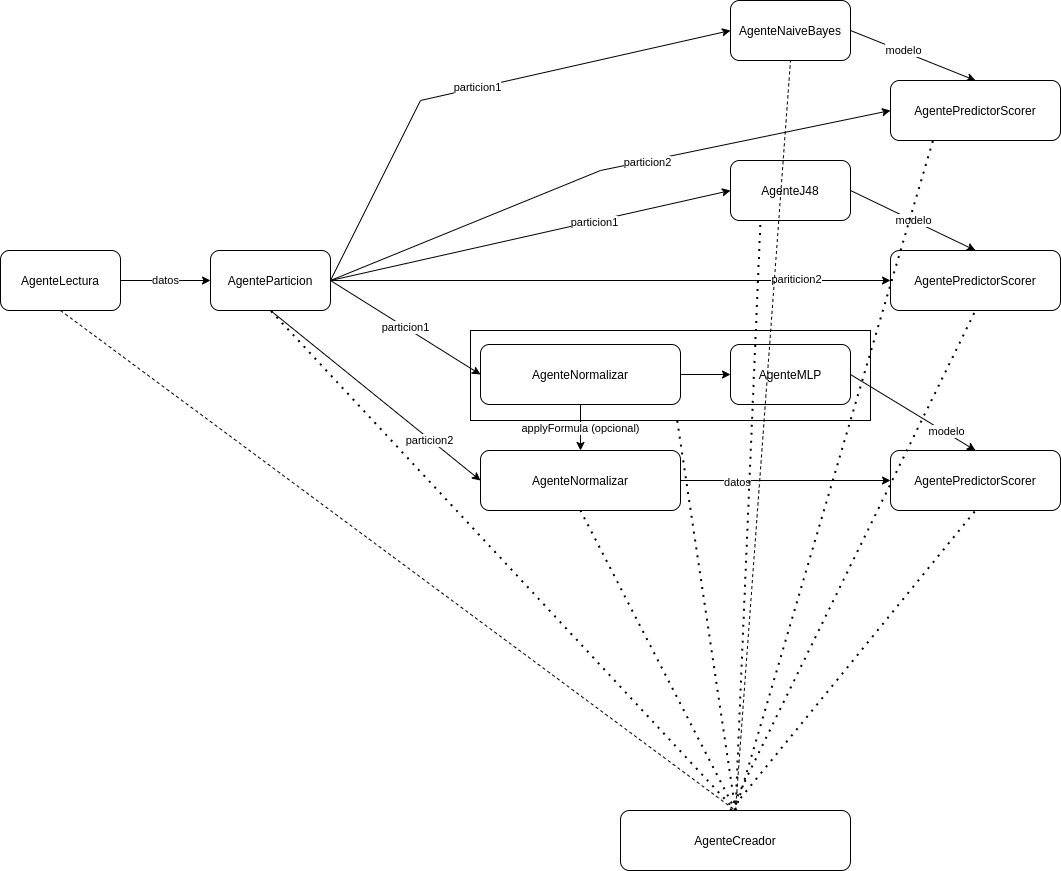 AgenteNaiveBayes
modelo
particion1
AgentePredictorScorer
particion2
AgenteJ48
particion1
modelo
AgenteLectura
datos
AgenteParticion
pariticion2
AgentePredictorScorer
particion1
AgenteNormalizar
AgenteMLP
applyFormula (opcional)
modelo
particion2
AgenteNormalizar
datos
AgentePredictorScorer
AgenteCreador